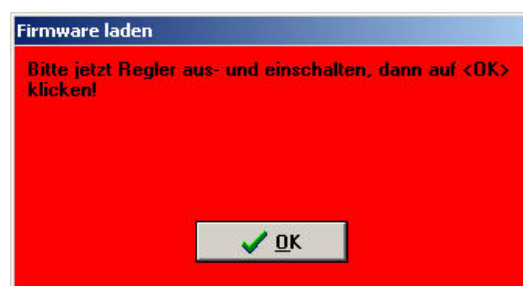 Firmware laden
Bitte jetzt Regler aus- und einschalten, dann auf <OK>
klicken!
OK